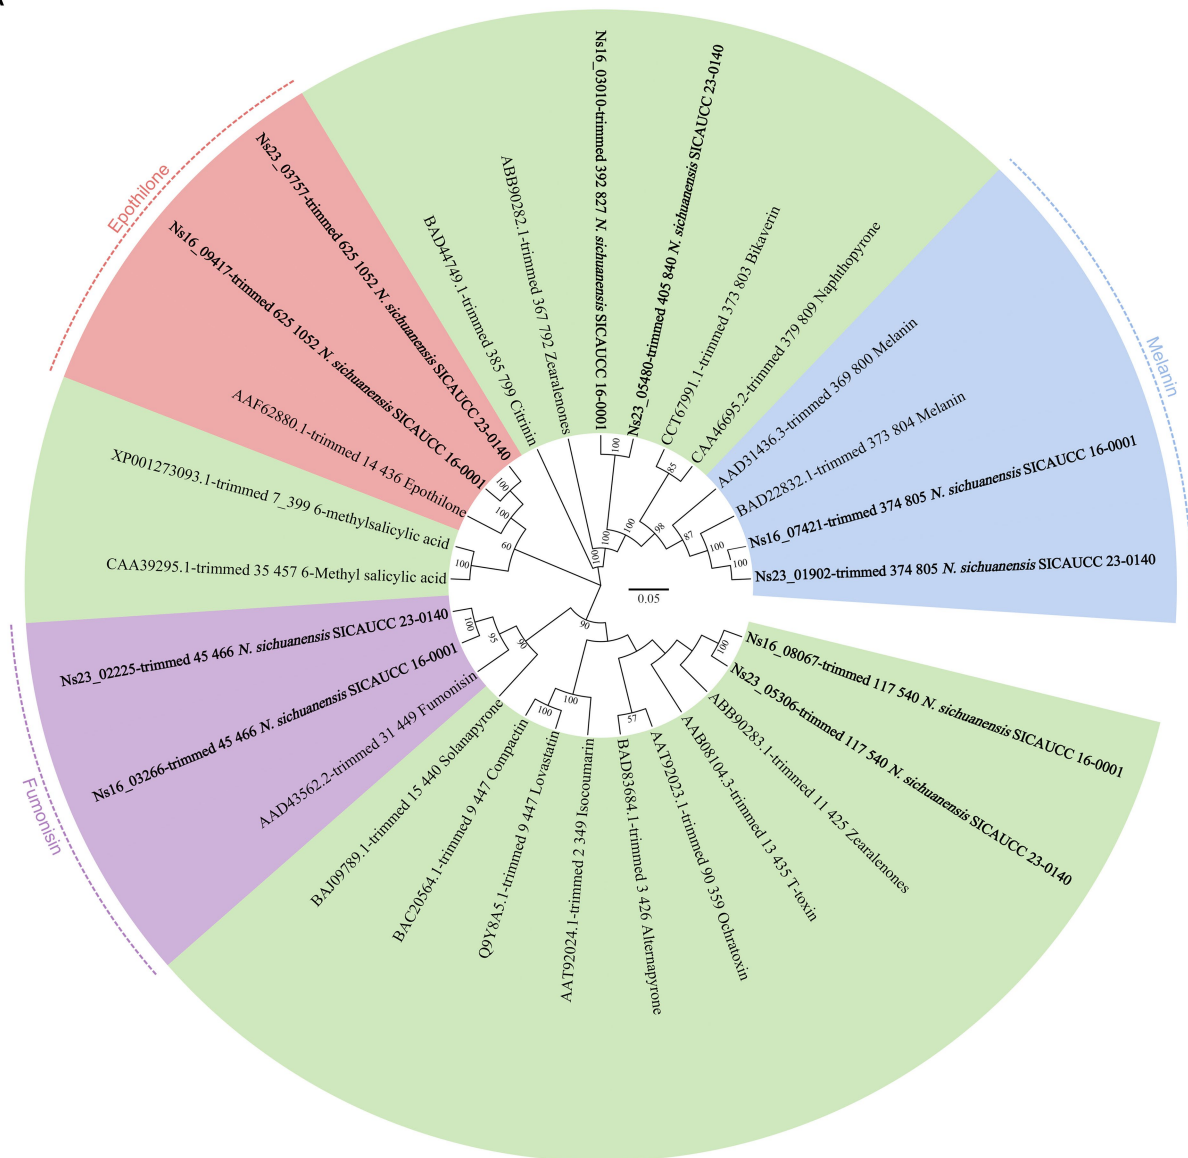 Epothilone
Melanin
Fumonisin
Ns16_03010-trimmed 392 827 N. sichuanensis SICAUCC 16-0001
Ns23_05480-trimmed 405 840 N. sichuanensis SICAUCC 23-0140
CCT67991.1-trimmed 373 803 Bikaverin
CAA46695.2-trimmed 379 809 Naphthopyrone
AAD31436.3-trimmed 369 800 Melanin
BAD22832.1-trimmed 373 804 Melanin
Ns16_07421-trimmed 374 805 N. sichuanensis SICAUCC 16-0001
Ns23_01902-trimmed 374 805 N. sichuanensis SICAUCC 23-0140
Ns16_08067-trimmed 117 540 N. sichuanensis SICAUCC 16-0001
Ns23_05306-trimmed 117 540 N. sichuanensis SICAUCC 23-0140
ABB90283.1-trimmed 11 425 Zearalenones
AAB08104.3-trimmed 13 435 T-toxin
AAT92023.1-trimmed 90 359 Ochratoxin
BAD83684.1-trimmed 3 426 Alternapyrone
AAT92024.1-trimmed 2 349 Isocoumarin
Q9Y8A5.1-trimmed 9 447 Lovastatin
BAC20564.1-trimmed 9 447 Compactin
BAJ09789.1-trimmed 15 440 Solanapyrone
AAD43562.2-trimmed 31 449 Fumonisin
Ns16_03266-trimmed 45 466 N. sichuanensis SICAUCC 16-0001
Ns23_02225-trimmed 45 466 N. sichuanensis SICAUCC 23-0140
CAA39295.1-trimmed 35 457 6-Methyl salicylic acid
XP001273093.1-trimmed 7_399 6-methylsalicylic acid
AAF62880.1-trimmed 14 436 Epothilone
Ns16_09417-trimmed 625 1052 N. sichuanensis SICAUCC 16-0001
Ns23_03757-trimmed 625 1052 N. sichuanensis SICAUCC 23-0140
BAD44749.1-trimmed 385 799 Citrinin
ABB90282.1-trimmed 367 792 Zearalenones
100
85
100
98
100
100
87
100
100
100
100
60
100
0.05
100
95
90
90
100
100
57
100